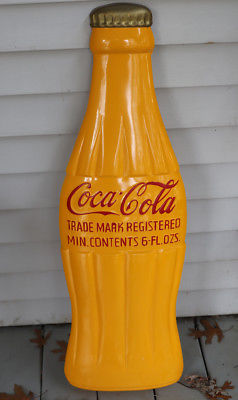 Coca-Cola
TRADE MARK REGISTERED
MIN. CONTENTS 6-FL. OZS.